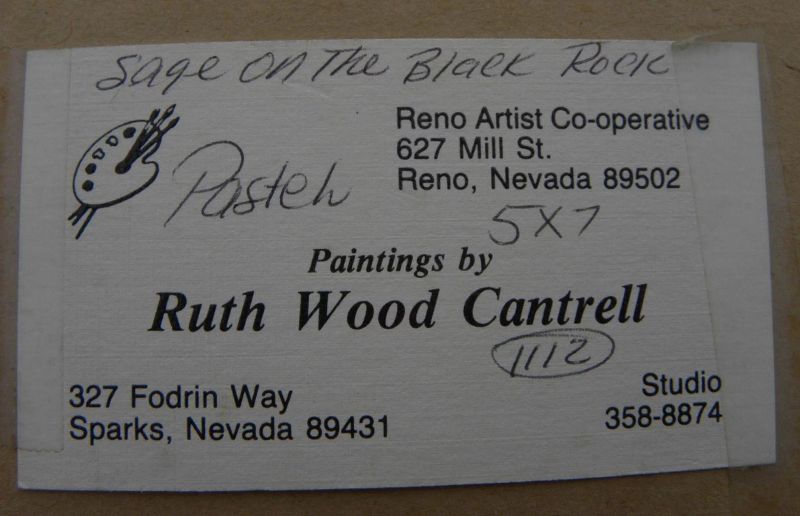 Sage on The Black Rock
Reno Artist Co-operative
627 Mill St.
Reno, Nevada 89502
Pastel
5X7
Paintings by
Ruth Wood Cantrell
1112
327 Fodrin Way
Sparks, Nevada 89431
Studio
358-8874